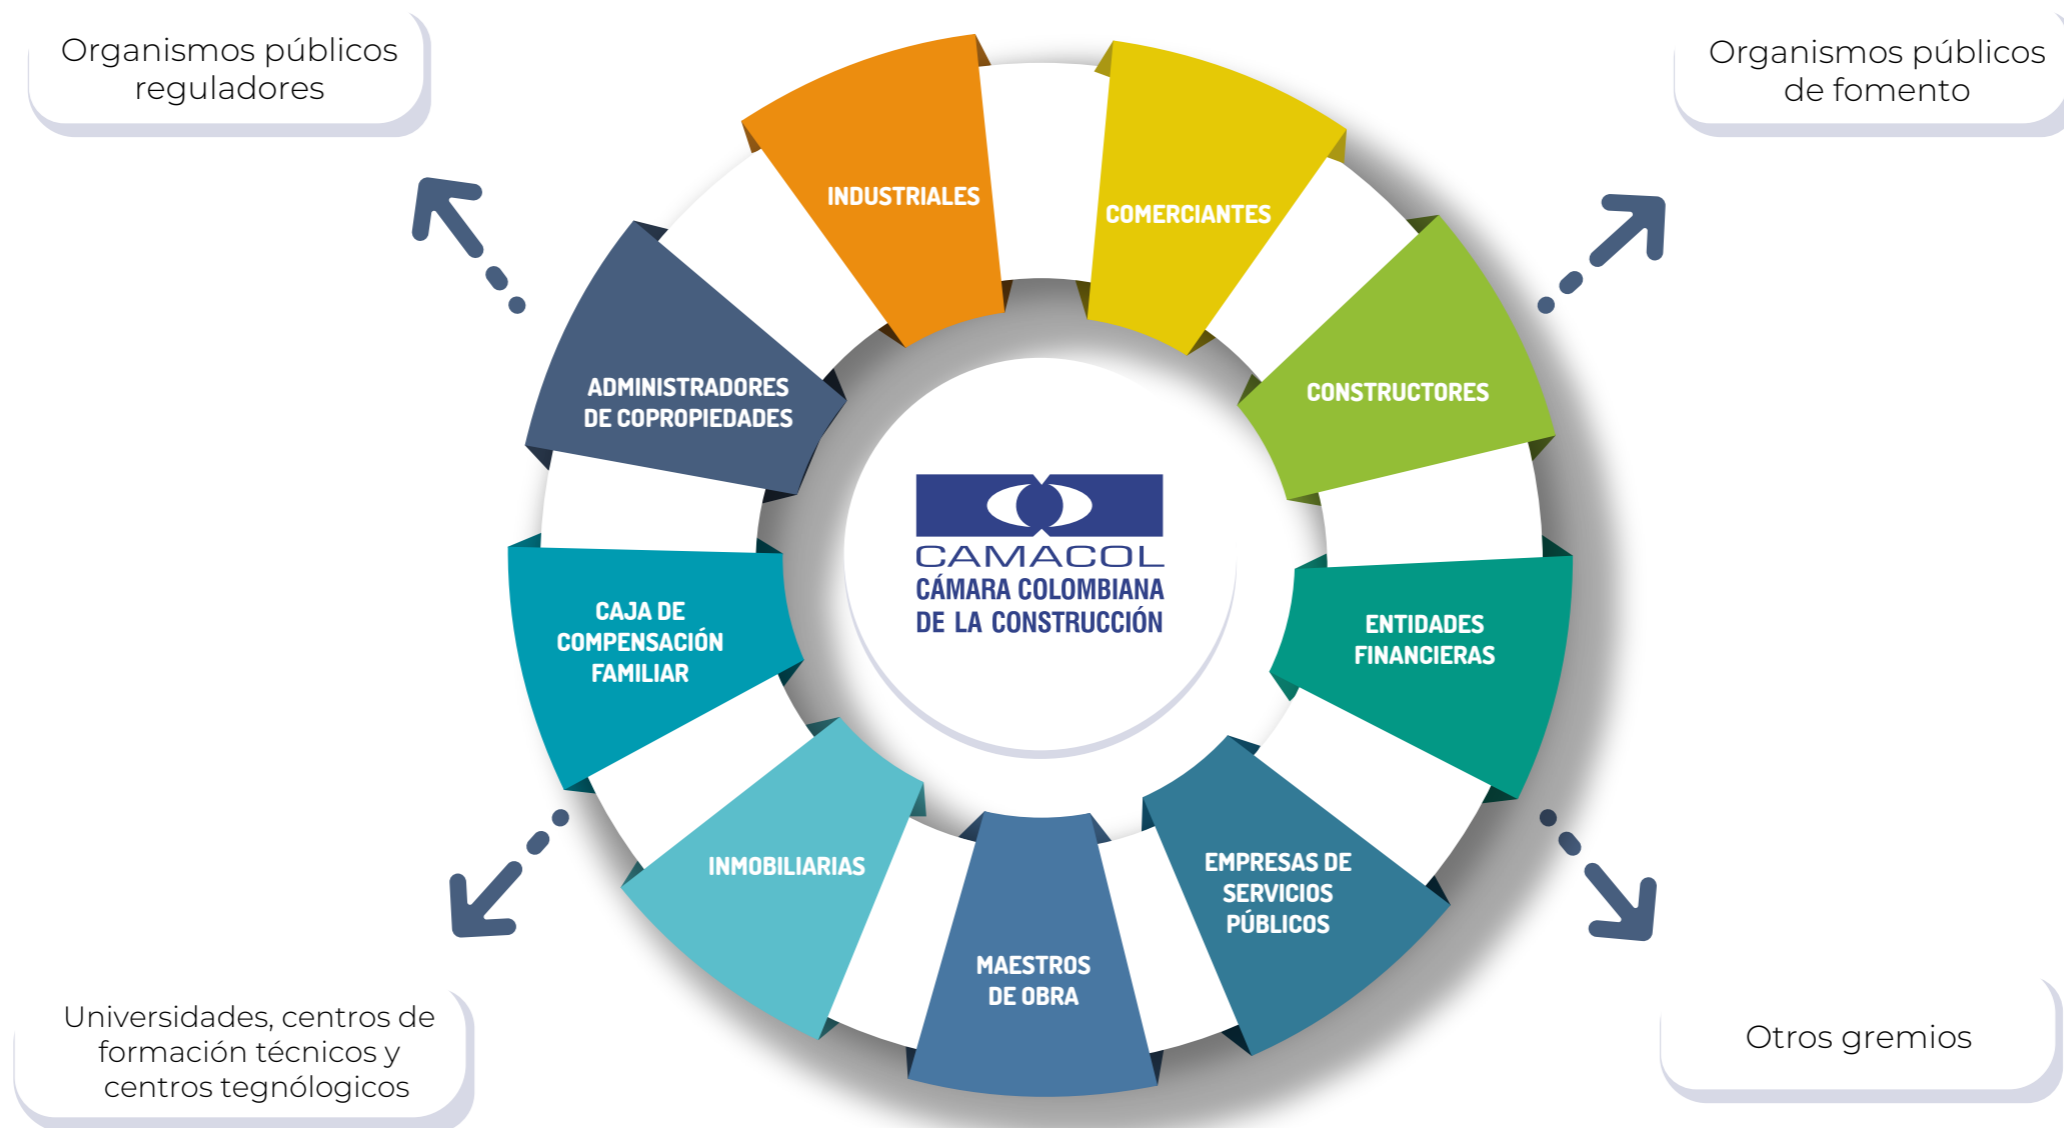 Organismos públicos
reguladores
Organismos públicos
de fomento
INDUSTRIALES
COMERCIANTES
CONSTRUCTORES
ADMINISTRADORES
DE COPROPIEDADES
CAMACOL
CÁMARA COLOMBIANA
DE LA CONSTRUCCIÓN
CAJA DE
COMPENSACIÓN
FAMILIAR
ENTIDADES
FINANCIERAS
INMOBILIARIAS
EMPRESAS DE
SERVICIOS
PÚBLICOS
MAESTROS
DE OBRA
Universidades, centros de
formación técnicos y
centros tegnólogicos
Otros gremios